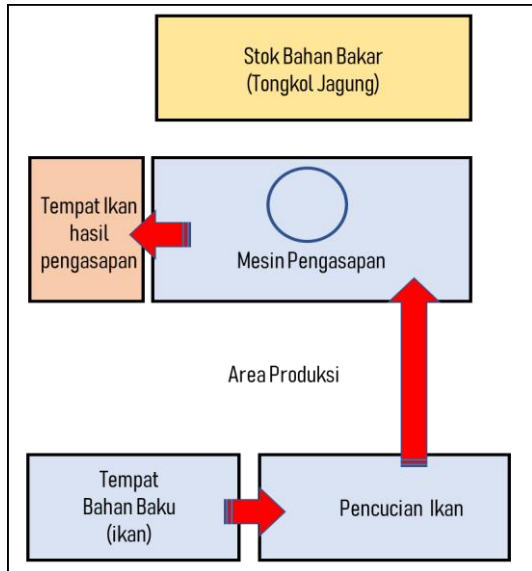 Stok Bahan Bakar
(Tongkol Jagung)
Tempat Ikan
hasil
pengasapan
Mesin Pengasapan
Area Produksi
Tempat
Bahan Baku
(ikan)
Pencucian Ikan